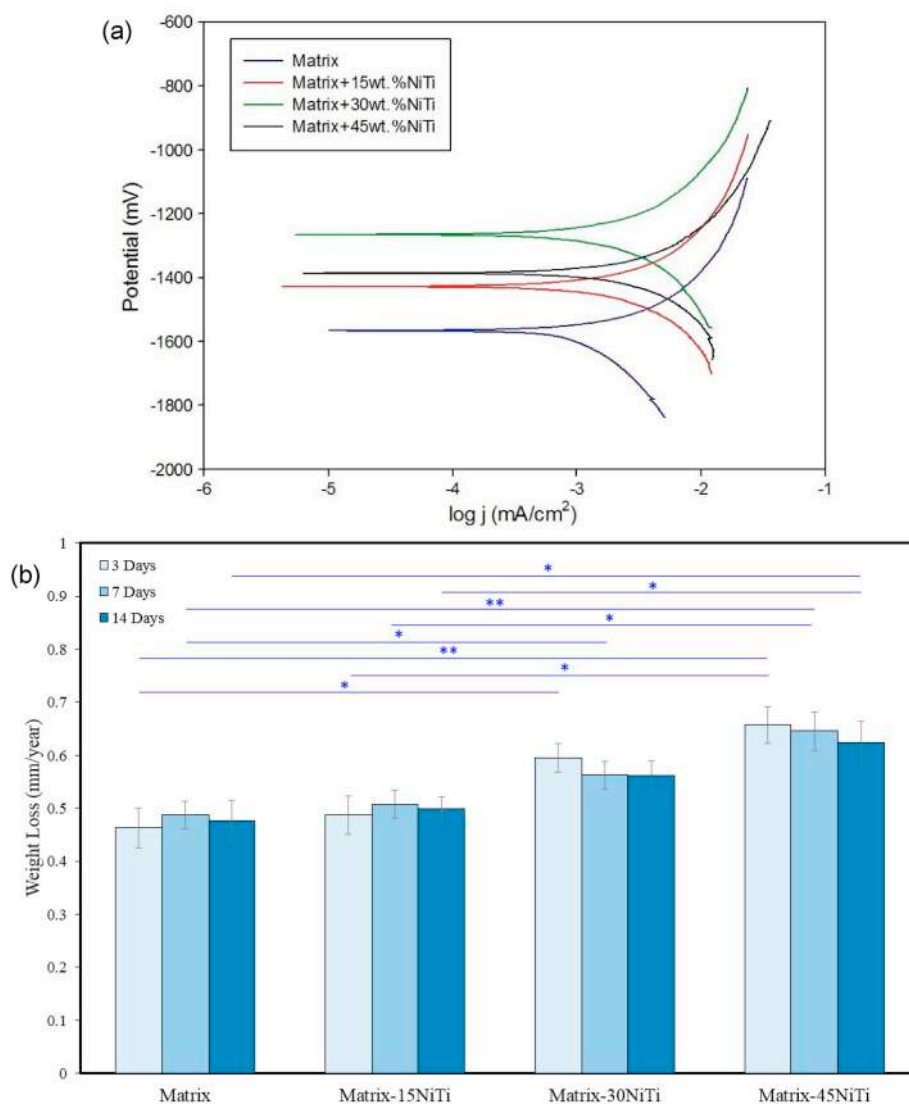 (a)
-600
-800
-1000
-1200
-1400
-1600
-1800
-2000
Potential (mV)
Matrix
Matrix+15wt.%NiTi
Matrix+30wt.%NiTi
Matrix+45wt.%NiTi
-6 -5 -4 -3 -2 -1
log j (mA/cm²)
(b)
1
0.9
0.8
0.7
0.6
0.5
0.4
0.3
0.2
0.1
0
Weight Loss (mm/year)
3 Days
7 Days
14 Days
*
*
**
*
*
**
*
*
Matrix Matrix-15NiTi Matrix-30NiTi Matrix-45NiTi